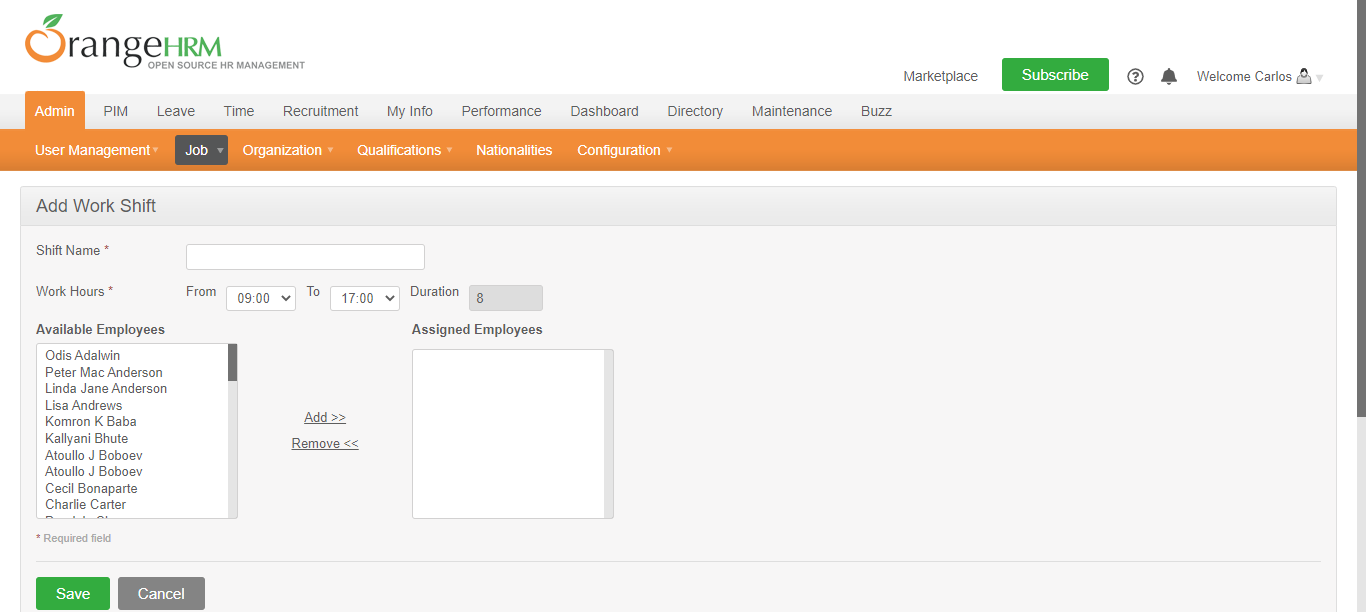 OrangeHRM
OPEN SOURCE HR MANAGEMENT
Marketplace Subscribe Welcome Carlos
Admin PIM Leave Time Recruitment My Info Performance Dashboard Directory Maintenance Buzz
User Management Job Organization Qualifications Nationalities Configuration
Add Work Shift
Shift Name *
Work Hours * From 09:00 To 17:00 Duration 8
Available Employees Assigned Employees
Odis Adalwin
Peter Mac Anderson
Linda Jane Anderson
Lisa Andrews
Komron K Baba
Kallyani Bhute
Atoullo J Boboev
Atoullo J Boboev
Cecil Bonaparte
Charlie Carter
Add >>
Remove <<
* Required field
Save Cancel